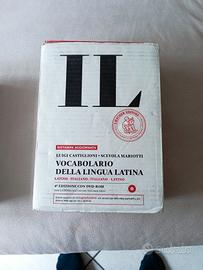 IL
RISTAMPA AGGIORNATA
LUIGI CASTIGLIONI - SCEVOLA MARIOTTI
VOCABOLARIO
DELLA LINGUA LATINA
LATINO - ITALIANO, ITALIANO - LATINO
4ª EDIZIONE CON DVD-ROM